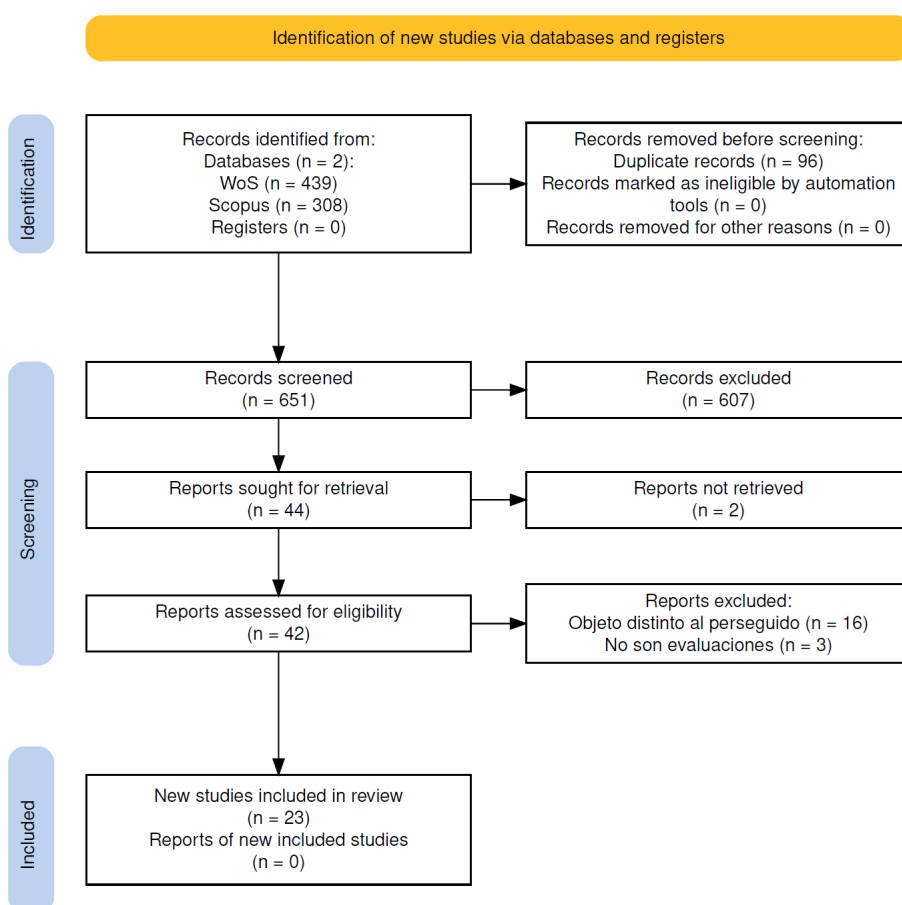 Identification of new studies via databases and registers
Identification
Records identified from:
Databases (n = 2):
WoS (n = 439)
Scopus (n = 308)
Registers (n = 0)
Records removed before screening:
Duplicate records (n = 96)
Records marked as ineligible by automation
tools (n = 0)
Records removed for other reasons (n = 0)
Screening
Records screened
(n = 651)
Records excluded
(n = 607)
Reports sought for retrieval
(n = 44)
Reports not retrieved
(n = 2)
Reports assessed for eligibility
(n = 42)
Reports excluded:
Objeto distinto al perseguido (n = 16)
No son evaluaciones (n = 3)
Included
New studies included in review
(n = 23)
Reports of new included studies
(n = 0)